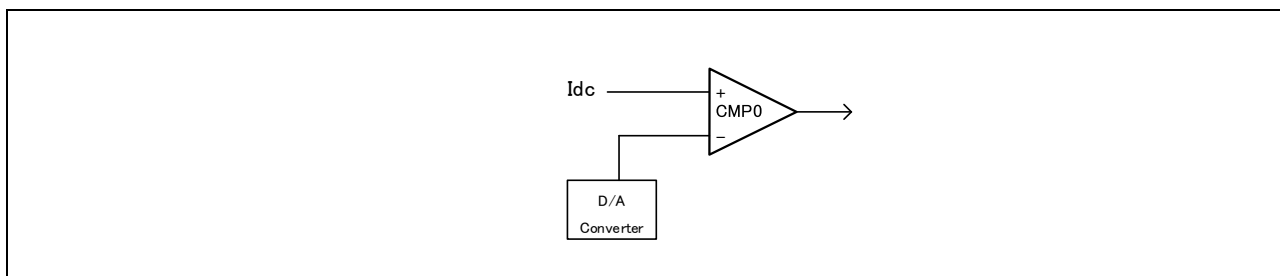 Idc
+
CMP0
−
D/A
Converter